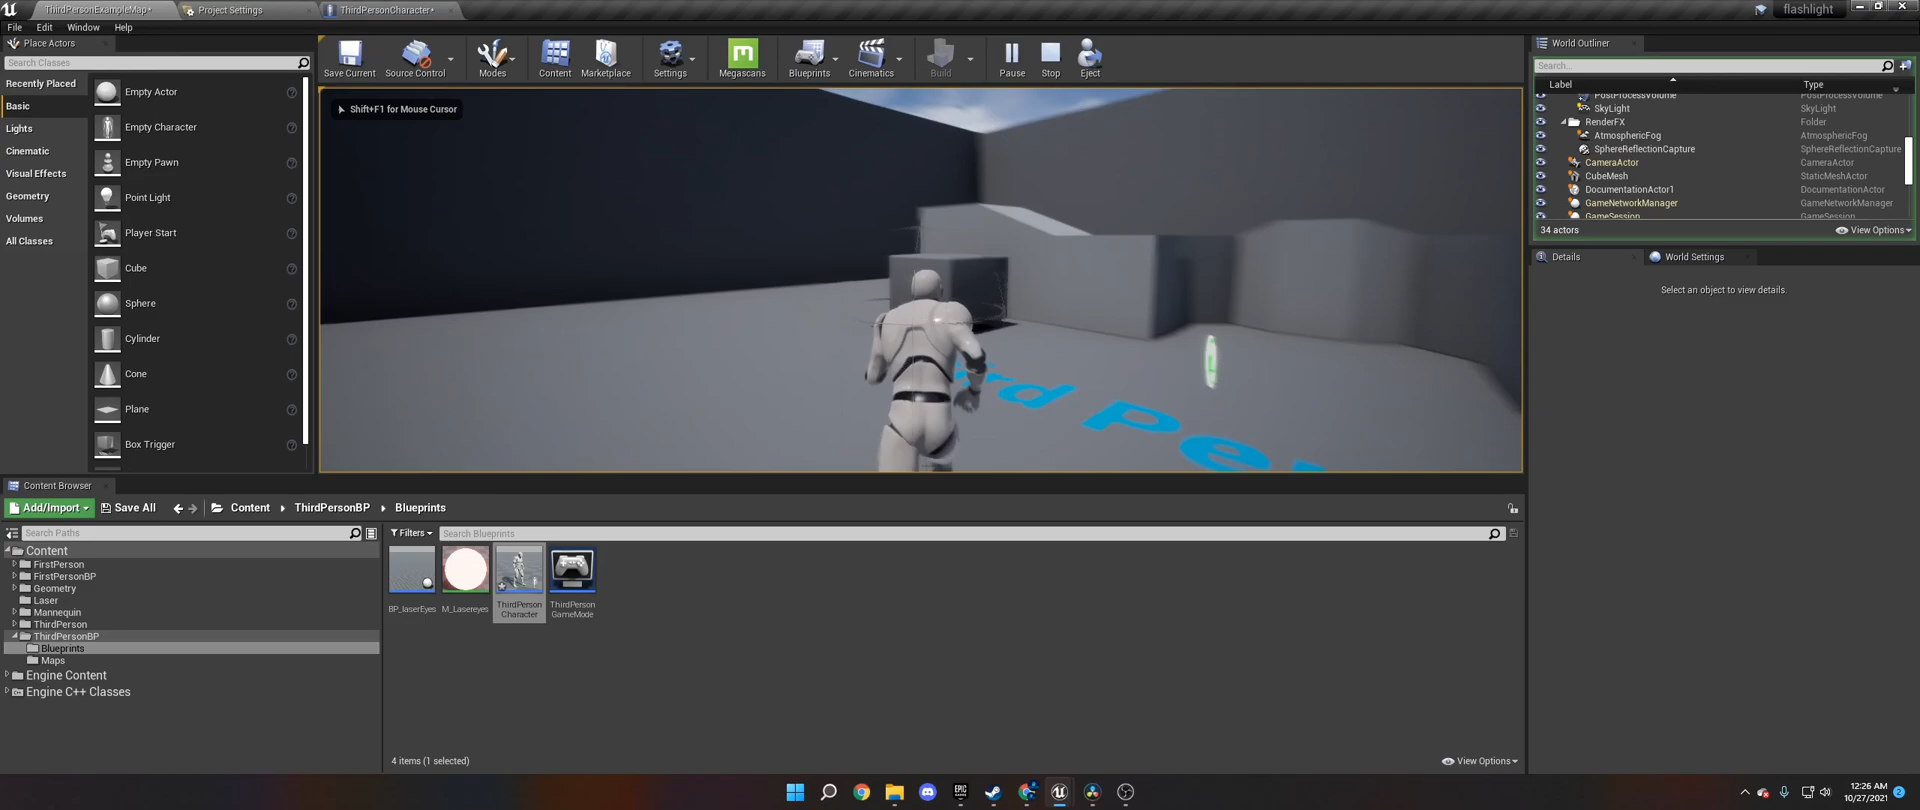 ThirdPersonExampleMap*
Project Settings
ThirdPersonCharacter*
flashlight
File Edit Window Help
Place Actors
Search Classes
Recently Placed
Basic
Lights
Cinematic
Visual Effects
Geometry
Volumes
All Classes
Empty Actor
Empty Character
Empty Pawn
Point Light
Player Start
Cube
Sphere
Cylinder
Cone
Plane
Box Trigger
Save Current
Source Control
Modes
Content
Marketplace
Settings
Megascans
Blueprints
Cinematics
Build
Pause
Stop
Eject
Shift+F1 for Mouse Cursor
World Outliner
Search...
Label Type
PostProcessVolume PostProcessVolume
SkyLight SkyLight
RenderFX Folder
AtmosphericFog AtmosphericFog
SphereReflectionCapture SphereReflectionCapture
CameraActor CameraActor
CubeMesh StaticMeshActor
DocumentationActor1 DocumentationActor
GameNetworkManager GameNetworkManager
GameSession GameSession
34 actors View Options
Details World Settings
Select an object to view details.
Content Browser
Add/Import Save All Content ThirdPersonBP Blueprints
Search Paths
Filters Search Blueprints
Content
FirstPerson
FirstPersonBP
Geometry
Laser
Mannequin
ThirdPerson
ThirdPersonBP
Blueprints
Maps
Engine Content
Engine C++ Classes
BP_laserEyes
M_Lasereyes
ThirdPerson
Character
ThirdPerson
GameMode
4 items (1 selected)
View Options
EPIC
12:26 AM
10/27/2021
2